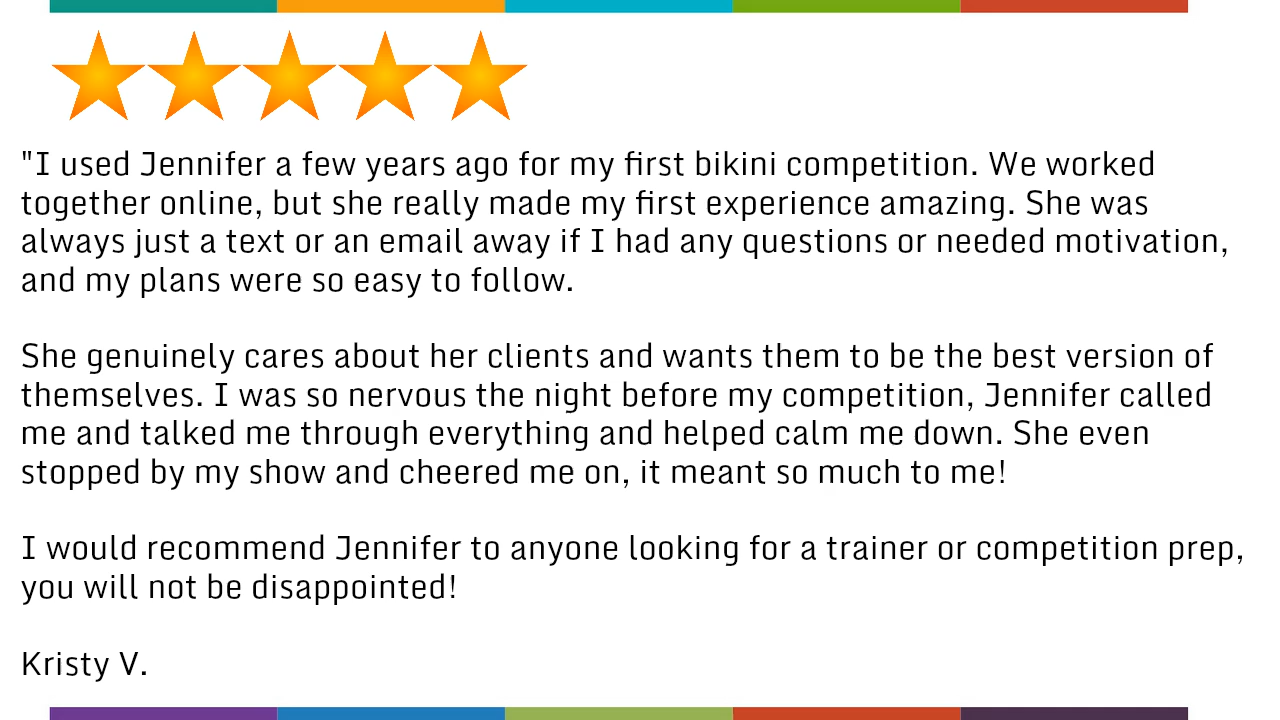 "I used Jennifer a few years ago for my first bikini competition. We worked
together online, but she really made my first experience amazing. She was
always just a text or an email away if I had any questions or needed motivation,
and my plans were so easy to follow.
She genuinely cares about her clients and wants them to be the best version of
themselves. I was so nervous the night before my competition, Jennifer called
me and talked me through everything and helped calm me down. She even
stopped by my show and cheered me on, it meant so much to me!
I would recommend Jennifer to anyone looking for a trainer or competition prep,
you will not be disappointed!
Kristy V.